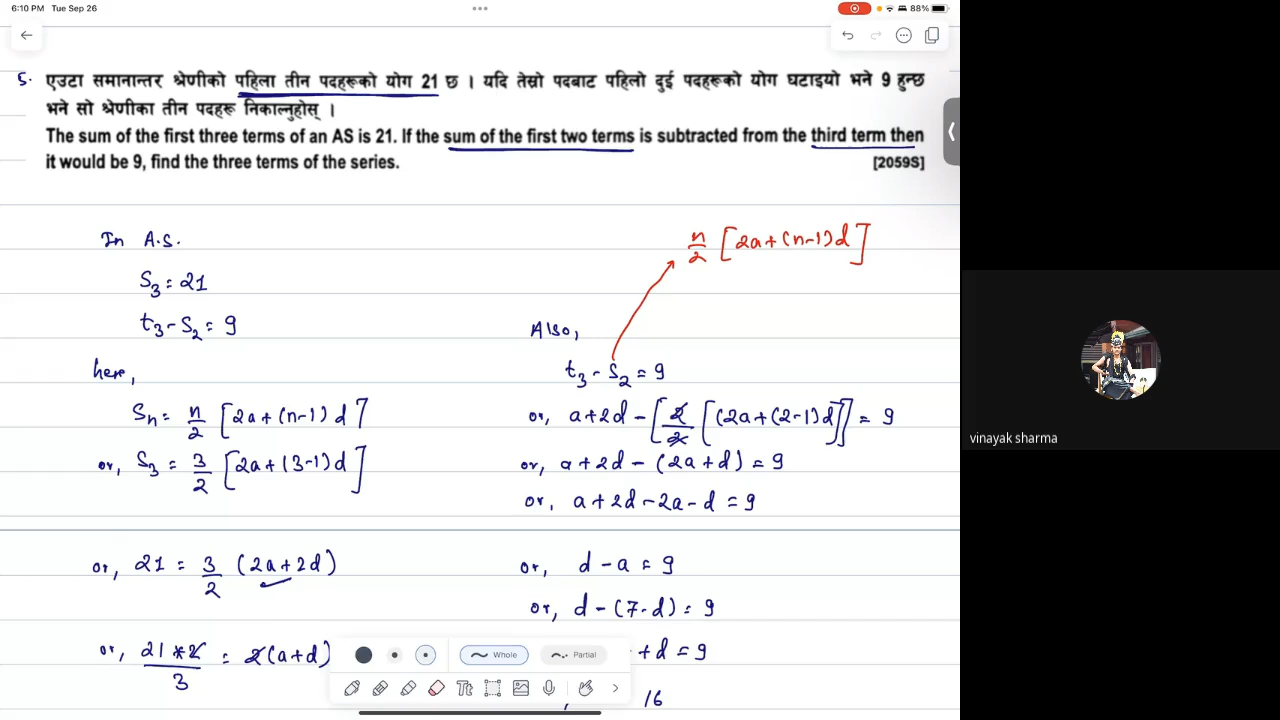 6:10 PM Tue Sep 26
88%
5. एउटा समानान्तर श्रेणीको पहिला तीन पदहरूको योग 21 छ । यदि तेस्रो पदबाट पहिलो दुई पदहरूको योग घटाइयो भने 9 हुन्छ
भने सो श्रेणीका तीन पदहरू निकाल्नुहोस् ।
The sum of the first three terms of an AS is 21. If the sum of the first two terms is subtracted from the third term then
it would be 9, find the three terms of the series. [2059S]
In A.S.
S₃ = 21
t₃ - S₂ = 9
here,
Sn = n/2 [2a+(n-1) d]
or, S₃ = 3/2 [2a+(3-1)d]
or, 21 = 3/2 (2a+2d)
or, 21*2/3 = 2(a+d)
n/2 [2a+(n-1)d]
Also,
t₃ - S₂ = 9
or, a+2d - [2/2 [(2a+(2-1)d]] = 9
or, a+2d - (2a+d) = 9
or, a+2d-2a-d = 9
or, d-a = 9
or, d-(7-d) = 9
+d = 9
16
Whole
Partial
Tt
vinayak sharma